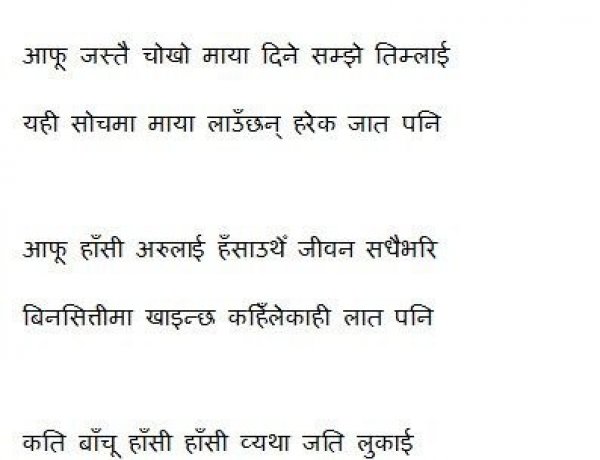 आफू जस्तै चोखो माया दिने सम्झे तिम्लाई
यही सोचमा माया लाउँछन् हरेक जात पनि
आफू हाँसी अरुलाई हँसाउथेँ जीवन सधैभरि
बिनसित्तीमा खाइन्छ कहिँलेकाही लात पनि
कति बाँचू हाँसी हाँसी व्यथा जति लुकाई